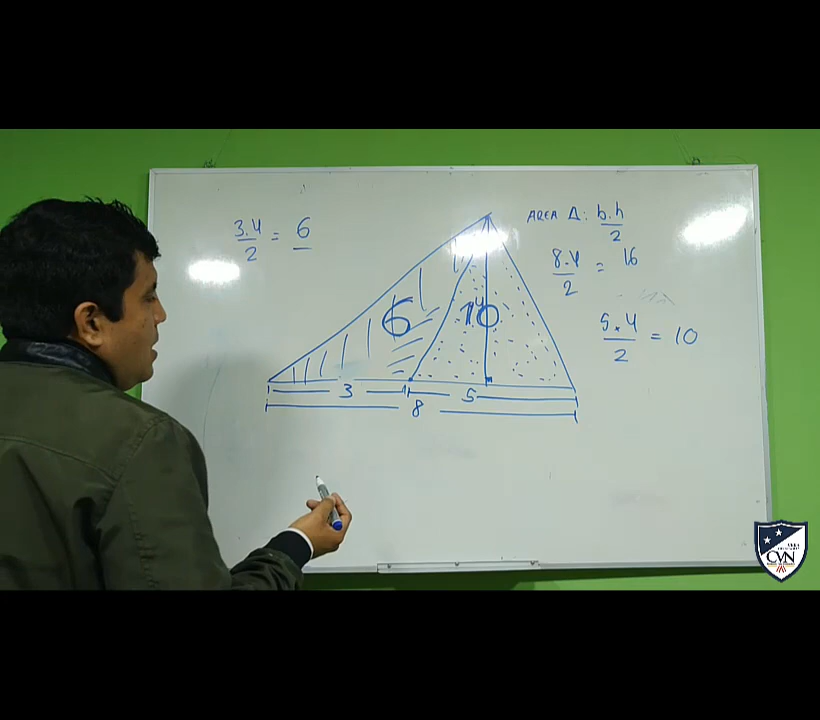 3.4/2 = 6
AREA Δ: b.h/2
8.4/2 = 16
5.4/2 = 10
6
4
10
3
5
8
CVN